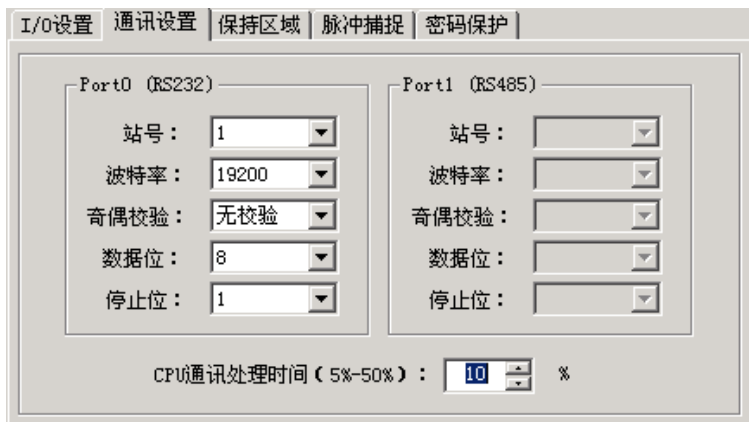 I/O设置 通讯设置 保持区域 脉冲捕捉 密码保护
Port0 (RS232)
站号： 1
波特率： 19200
奇偶校验： 无校验
数据位： 8
停止位： 1
Port1 (RS485)
站号：
波特率：
奇偶校验：
数据位：
停止位：
CPU通讯处理时间（5%-50%）： 10 %